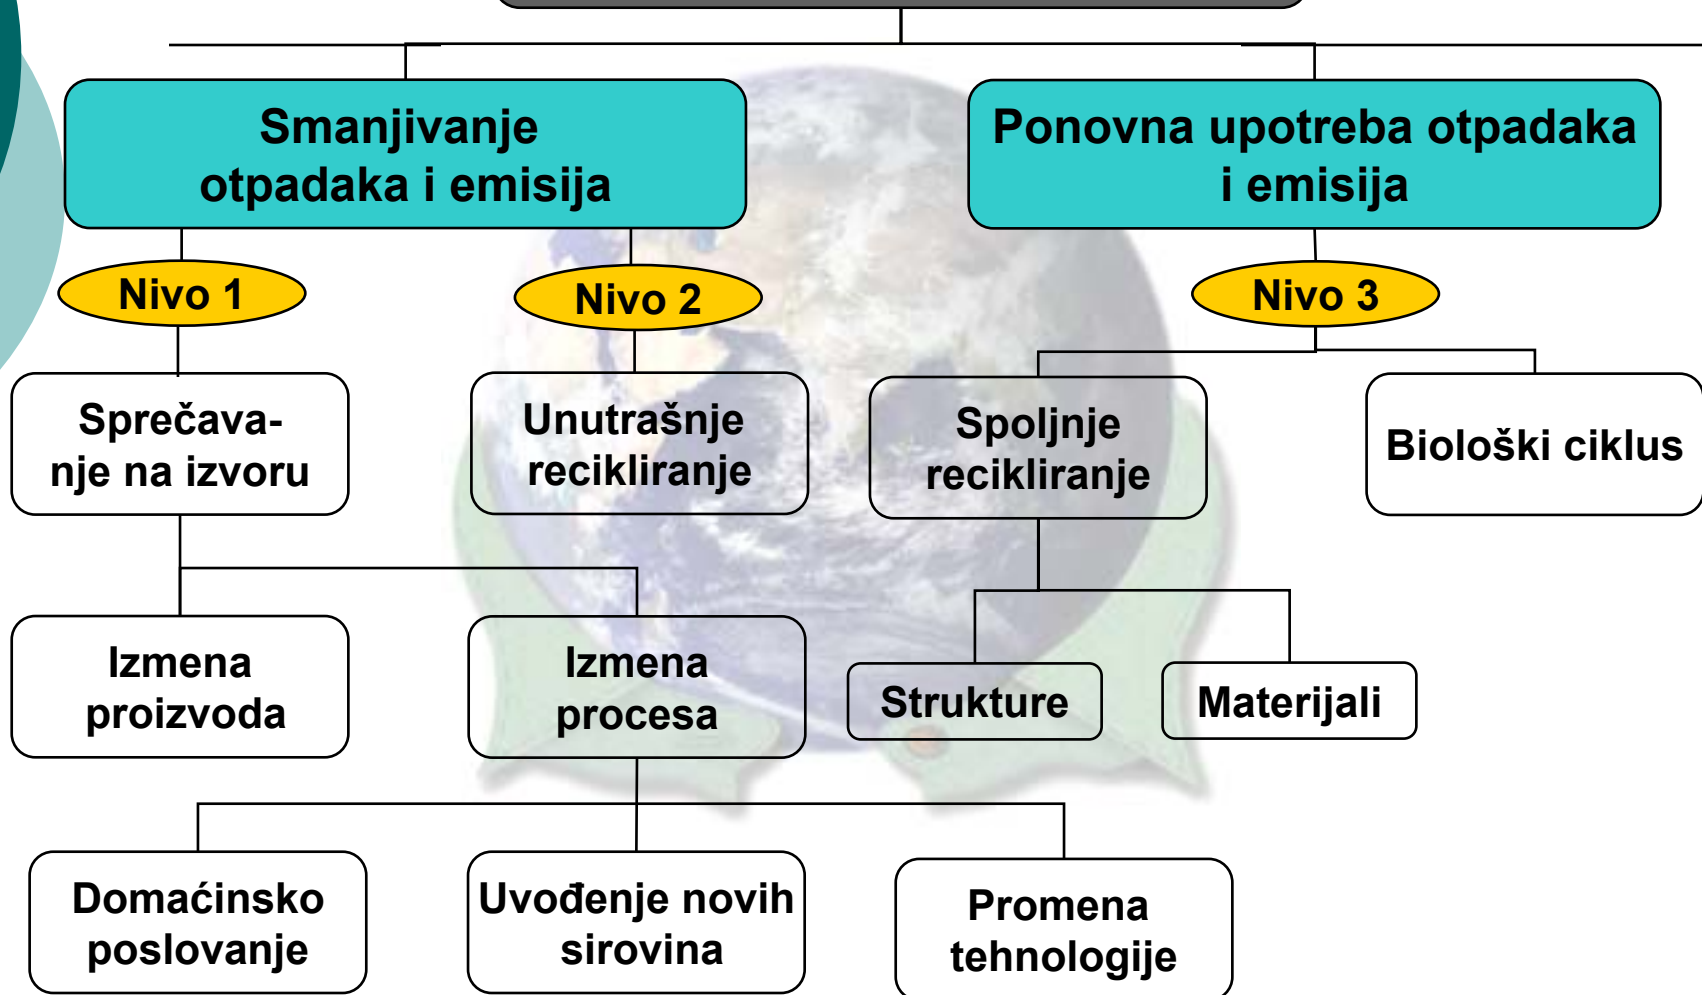 Smanjivanje
otpadaka i emisija
Ponovna upotreba otpadaka
i emisija
Nivo 1
Nivo 2
Nivo 3
Sprečava-
nje na izvoru
Unutrašnje
recikliranje
Spoljnje
recikliranje
Biološki ciklus
Izmena
proizvoda
Izmena
procesa
Strukture
Materijali
Domaćinsko
poslovanje
Uvođenje novih
sirovina
Promena
tehnologije